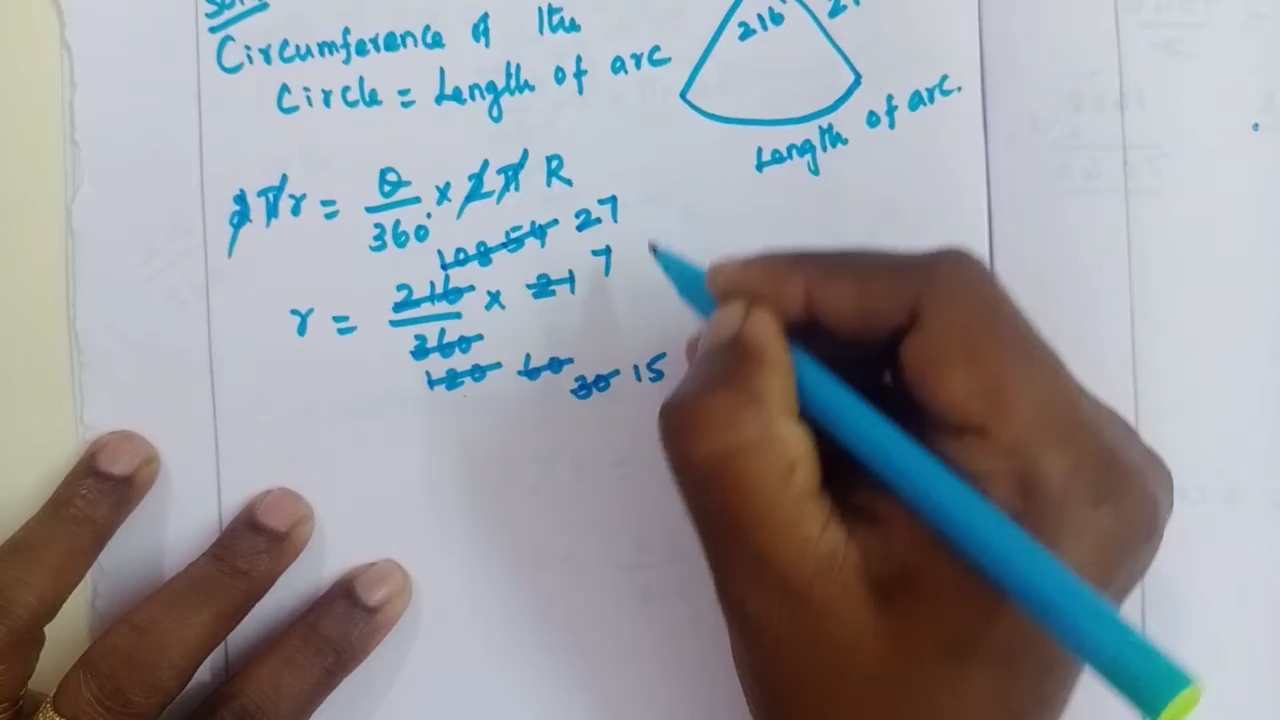 216°
Circumference of the
Circle = Length of arc
Length of arc.
2πr = θ/360° × 2π R
108 54 27
r = 216/360 × 21 7
120 60 30 15